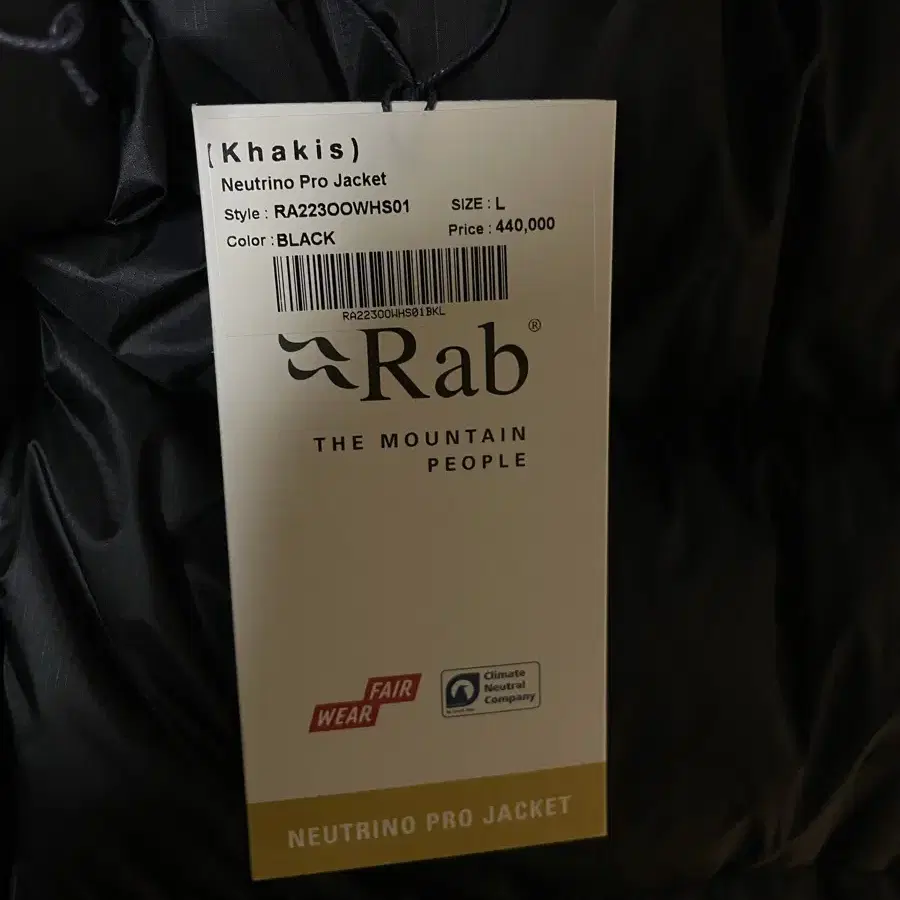 (Khakis)
Neutrino Pro Jacket
Style : RA223OOWHS01 SIZE : L
Color : BLACK Price : 440,000
RA223OOWHS01BKL
Rab®
THE MOUNTAIN
PEOPLE
FAIR
WEAR
Climate
Neutral
Company
NEUTRINO PRO JACKET